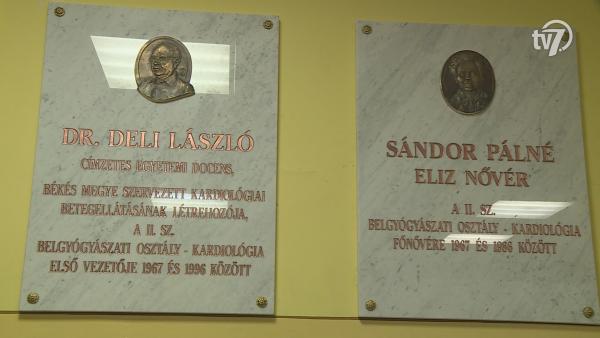 DR. DELI LÁSZLÓ
CÍMZETES EGYETEMI DOCENS,
BÉKÉS MEGYE SZERVEZETT KARDIOLÓGIAI
BETEGELLÁTÁSÁNAK LÉTREHOZÓJA,
A II. SZ.
BELGYÓGYÁSZATI OSZTÁLY - KARDIOLÓGIA
ELSŐ VEZETŐJE 1967 ÉS 1996 KÖZÖTT
SÁNDOR PÁLNÉ
ELIZ NŐVÉR
A II. SZ.
BELGYÓGYÁSZATI OSZTÁLY - KARDIOLÓGIA
FŐNŐVÉRE 1967 ÉS 1986 KÖZÖTT
tv7